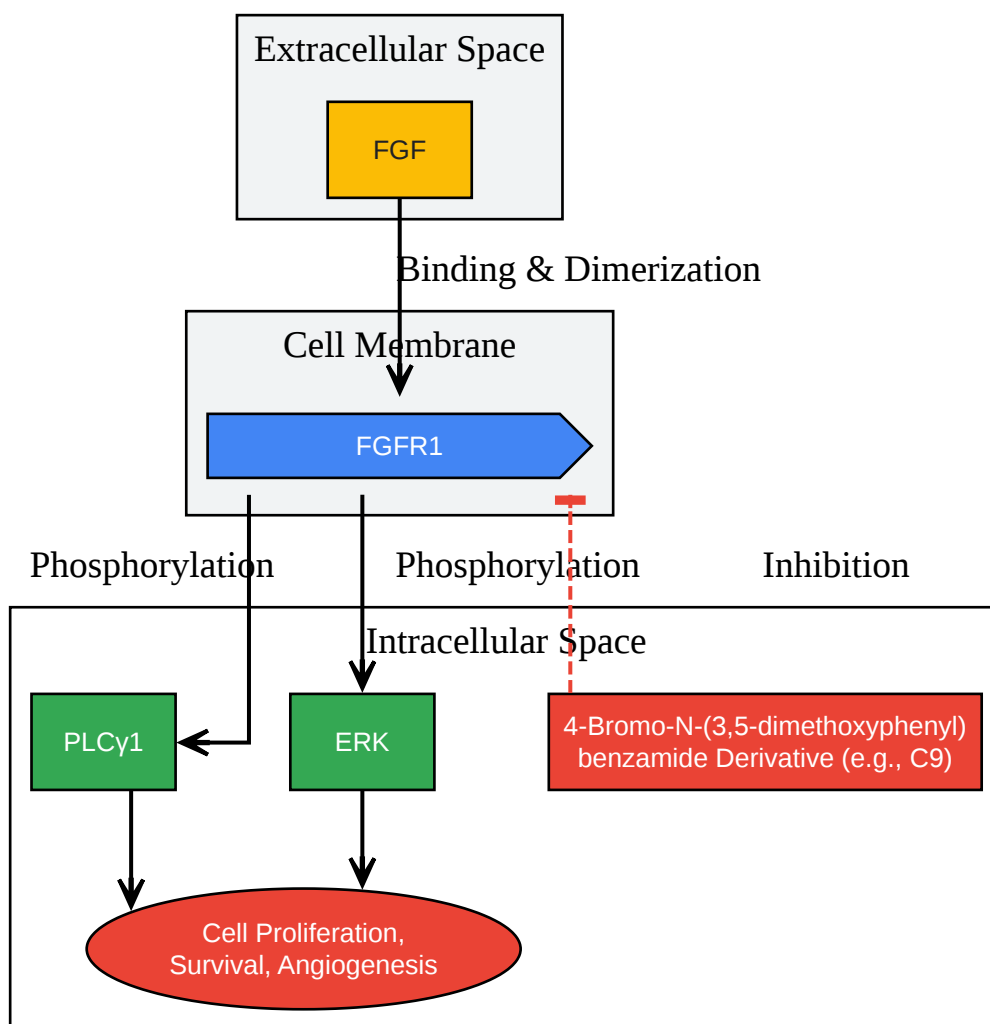 Extracellular Space
FGF
Binding & Dimerization
Cell Membrane
FGFR1
Phosphorylation
Phosphorylation
Inhibition
Intracellular Space
PLCγ1
ERK
4-Bromo-N-(3,5-dimethoxyphenyl)
benzamide Derivative (e.g., C9)
Cell Proliferation,
Survival, Angiogenesis